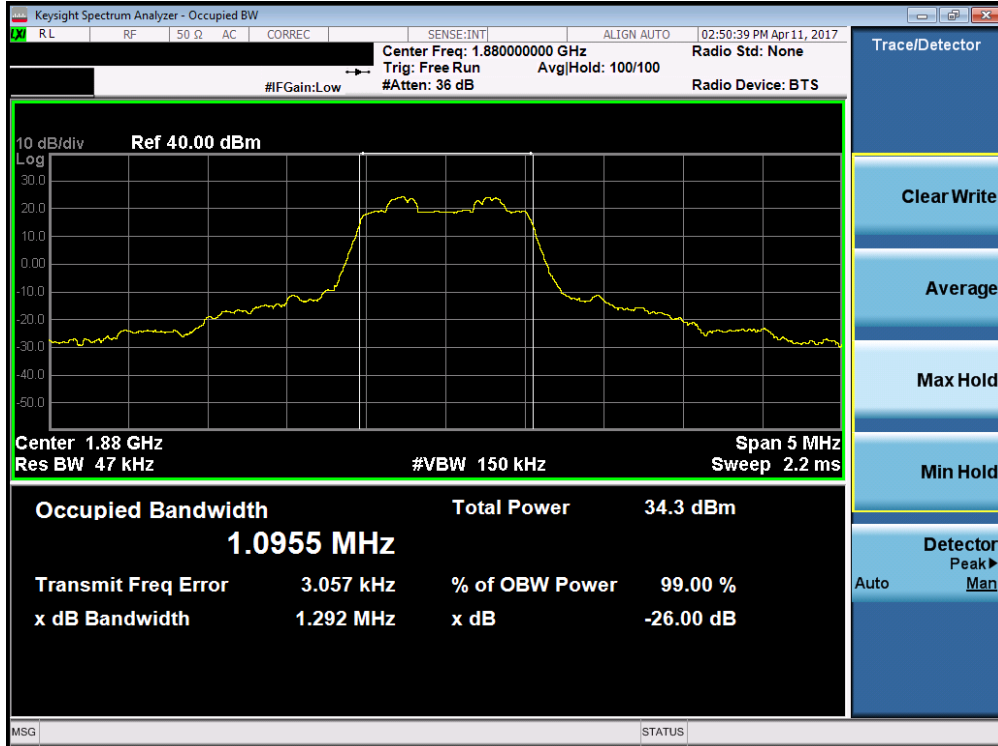 Keysight Spectrum Analyzer - Occupied BW
LXI RL RF 50 Ω AC CORREC SENSE:INT ALIGN AUTO 02:50:39 PM Apr 11, 2017
Center Freq: 1.880000000 GHz Radio Std: None
Trig: Free Run Avg|Hold: 100/100
#IFGain:Low #Atten: 36 dB Radio Device: BTS
Trace/Detector
10 dB/div Ref 40.00 dBm
Log
30.0
20.0
10.0
0.00
-10.0
-20.0
-30.0
-40.0
-50.0
Center 1.88 GHz Span 5 MHz
Res BW 47 kHz #VBW 150 kHz Sweep 2.2 ms
Occupied Bandwidth Total Power 34.3 dBm
1.0955 MHz
Transmit Freq Error 3.057 kHz % of OBW Power 99.00 %
x dB Bandwidth 1.292 MHz x dB -26.00 dB
Clear Write
Average
Max Hold
Min Hold
Detector
Peak▶
Auto Man
MSG STATUS